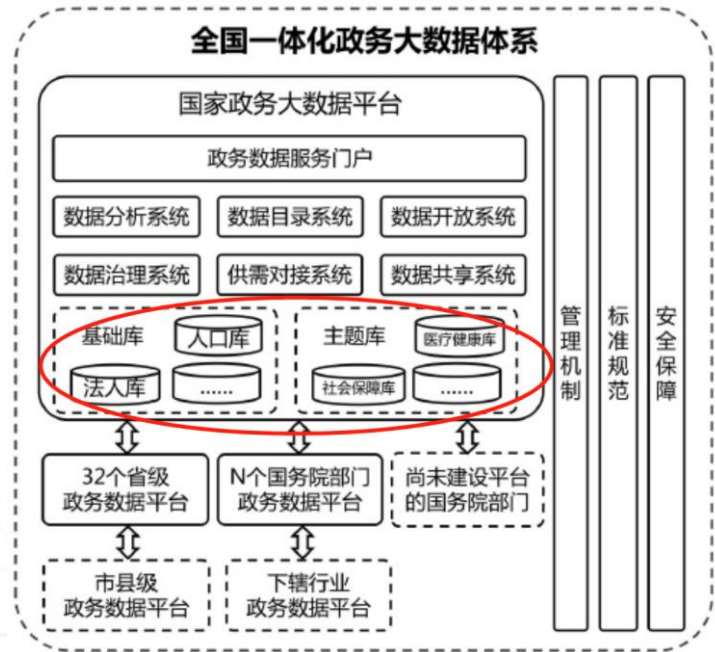 全国一体化政务大数据体系
国家政务大数据平台
政务数据服务门户
数据分析系统
数据目录系统
数据开放系统
数据治理系统
供需对接系统
数据共享系统
基础库
人口库
法人库
......
主题库
医疗健康库
社会保障库
......
32个省级
政务数据平台
N个国务院部门
政务数据平台
尚未建设平台
的国务院部门
市县级
政务数据平台
下辖行业
政务数据平台
管理机制
标准规范
安全保障